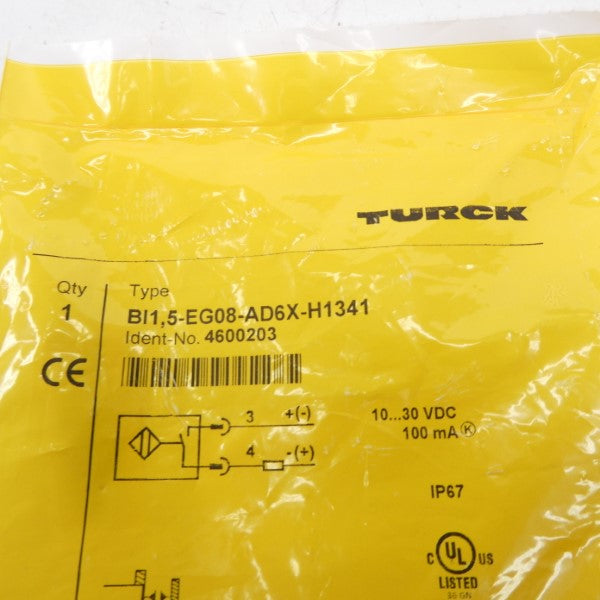 TURCK
Qty Type
1 BI1,5-EG08-AD6X-H1341
Ident-No. 4600203
CE
3 +(-)
10...30 VDC
4 -(+)
100 mA Ⓚ
IP67
C UL US
LISTED